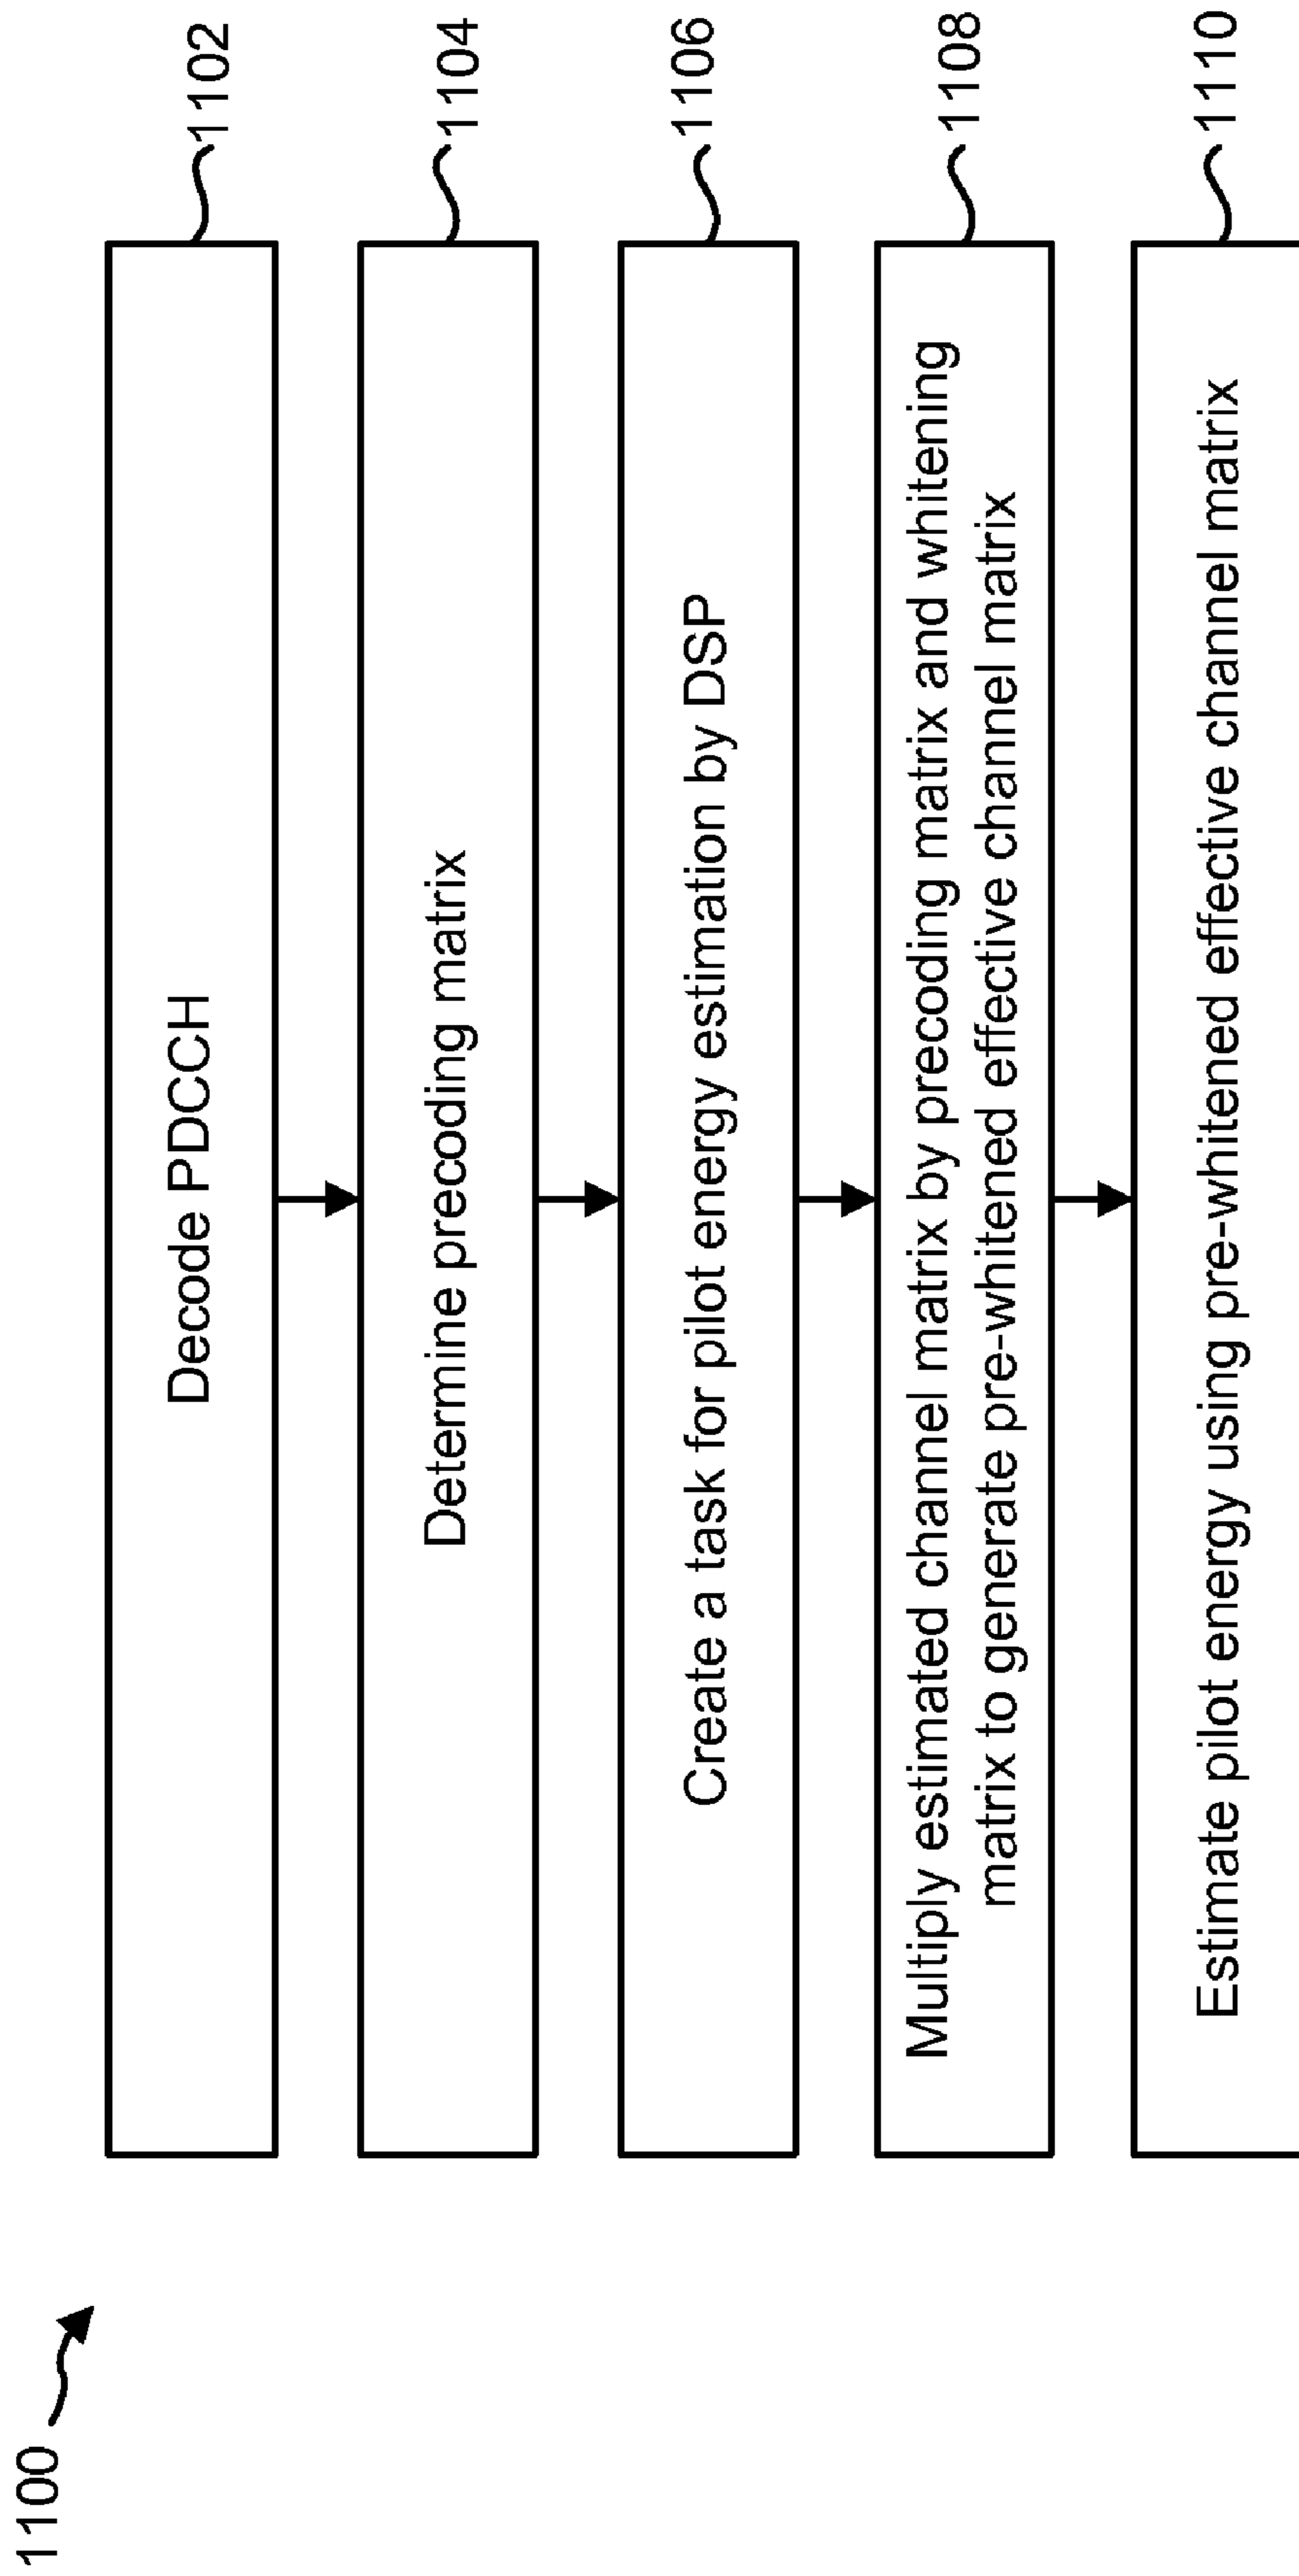 1100
Decode PDCCH
1102
Determine precoding matrix
1104
Create a task for pilot energy estimation by DSP
1106
Multiply estimated channel matrix by precoding matrix and whitening
matrix to generate pre-whitened effective channel matrix
1108
Estimate pilot energy using pre-whitened effective channel matrix
1110